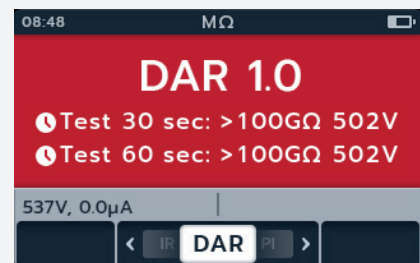 08:48 MΩ
DAR 1.0
Test 30 sec: >100GΩ 502V
Test 60 sec: >100GΩ 502V
537V, 0.0µA
< IR DAR PI >